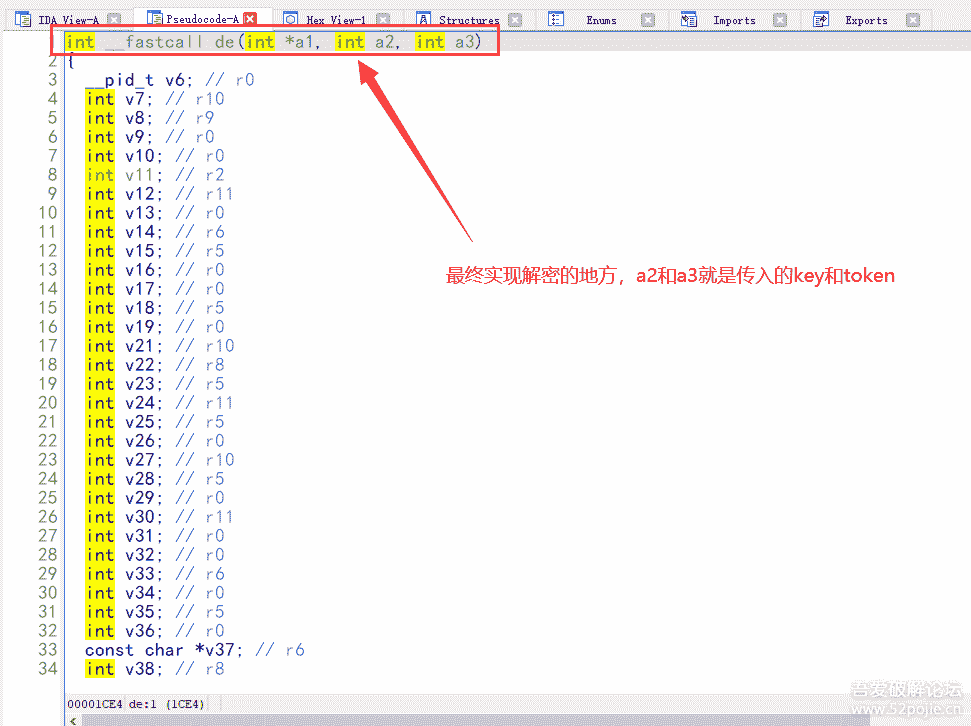 IDA View-A Pseudocode-A Hex View-1 Structures Enums Imports Exports
int __fastcall de(int *a1, int a2, int a3)
2 {
3 __pid_t v6; // r0
4 int v7; // r10
5 int v8; // r9
6 int v9; // r0
7 int v10; // r0
8 int v11; // r2
9 int v12; // r11
10 int v13; // r0
11 int v14; // r6
12 int v15; // r5
13 int v16; // r0
14 int v17; // r0
15 int v18; // r5
16 int v19; // r0
17 int v21; // r10
18 int v22; // r8
19 int v23; // r5
20 int v24; // r11
21 int v25; // r5
22 int v26; // r0
23 int v27; // r10
24 int v28; // r5
25 int v29; // r0
26 int v30; // r11
27 int v31; // r0
28 int v32; // r0
29 int v33; // r6
30 int v34; // r0
31 int v35; // r5
32 int v36; // r0
33 const char *v37; // r6
34 int v38; // r8
最终实现解密的地方，a2和a3就是传入的key和token
00001CE4 de:1 (1CE4)
吾爱破解论坛
www.52pojie.cn